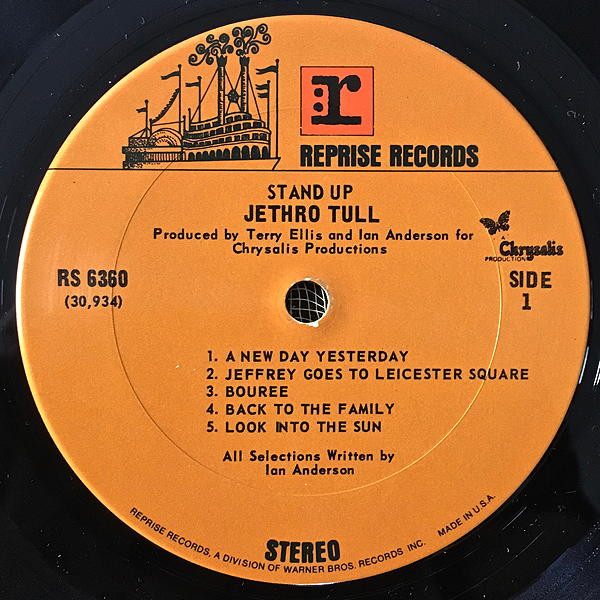 r
REPRISE RECORDS
STAND UP
JETHRO TULL
Produced by Terry Ellis and Ian Anderson for
Chrysalis Productions
A
Chrysalis
PRODUCTION
RS 6360
(30,934)
SIDE
1
1. A NEW DAY YESTERDAY
2. JEFFREY GOES TO LEICESTER SQUARE
3. BOUREE
4. BACK TO THE FAMILY
5. LOOK INTO THE SUN
All Selections Written by
Ian Anderson
STEREO
REPRISE RECORDS, A DIVISION OF WARNER BROS. RECORDS INC. MADE IN U.S.A.